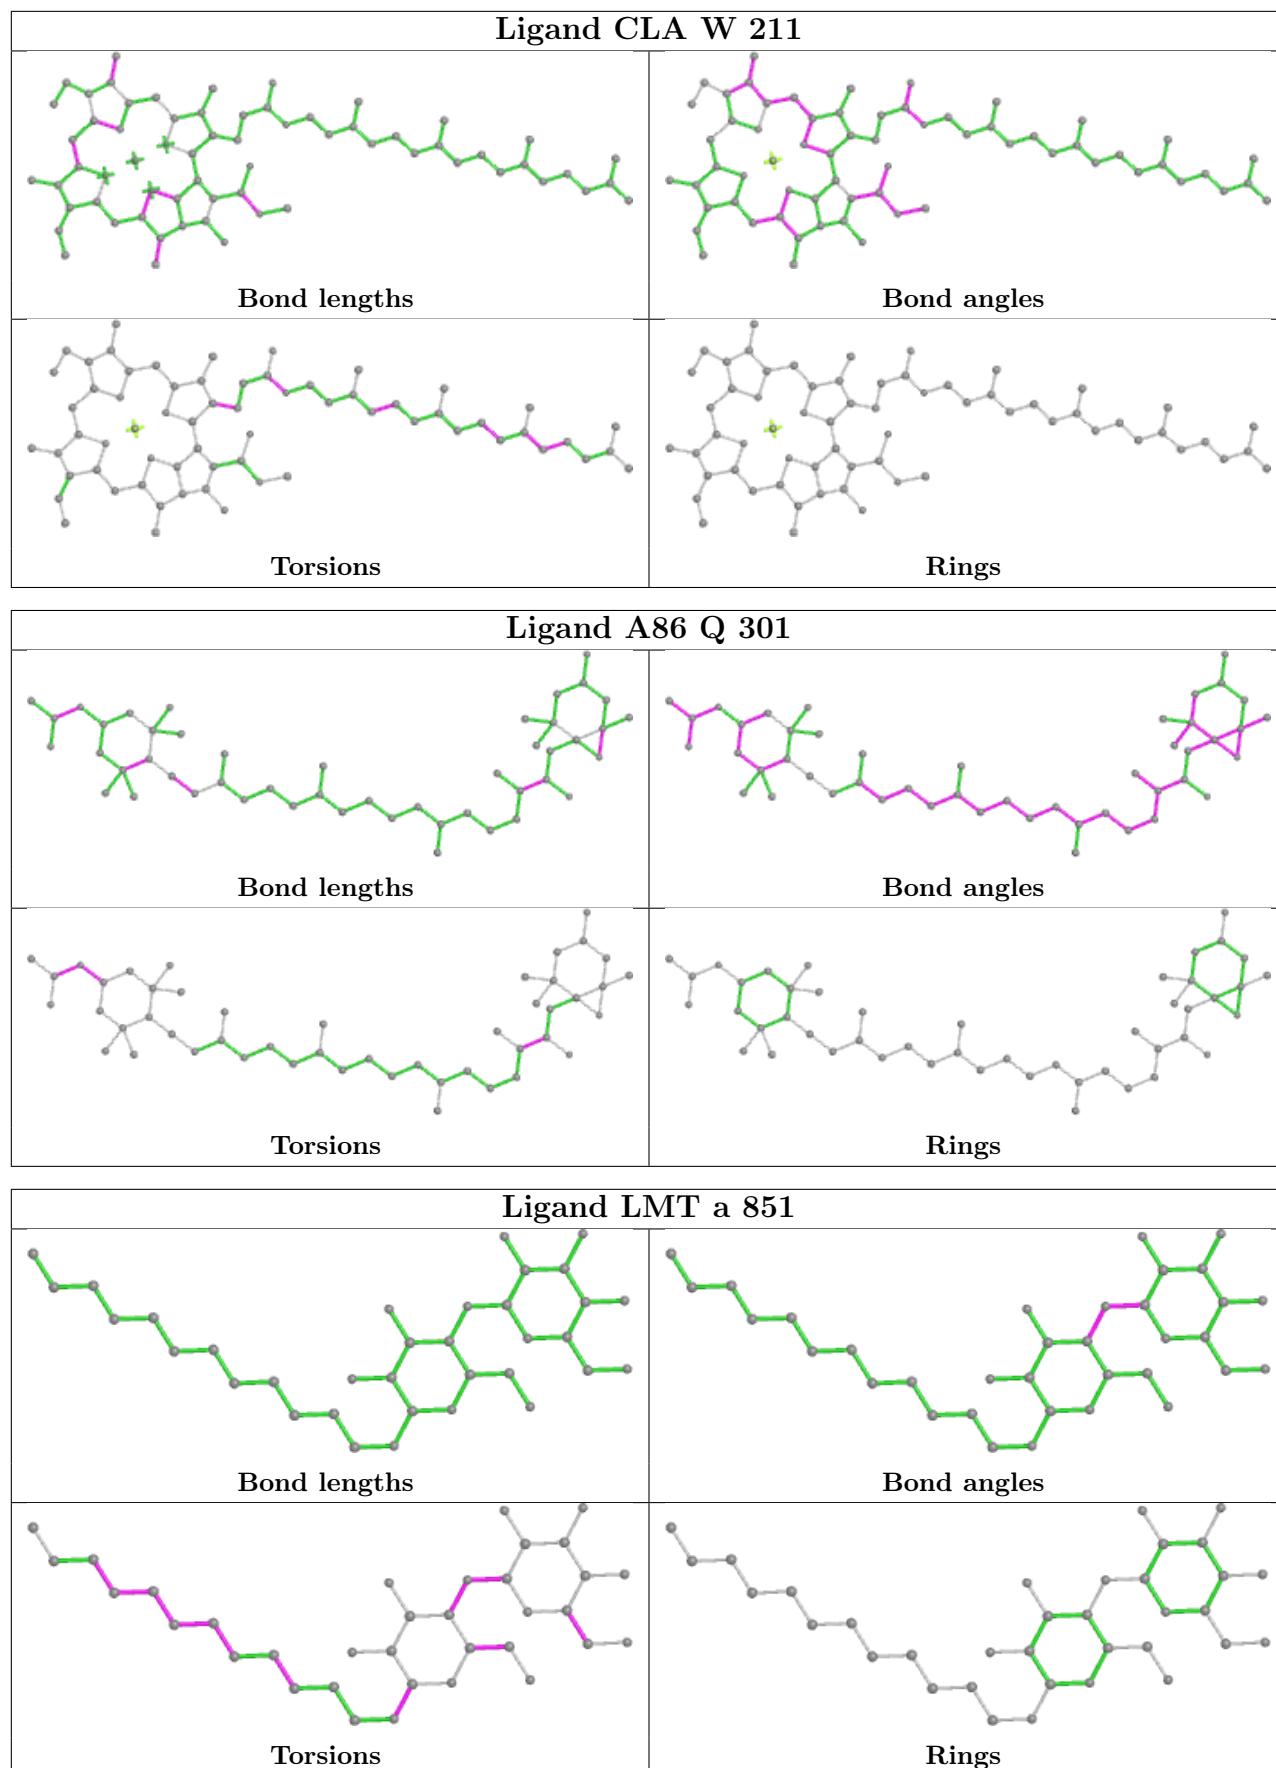 Ligand CLA W 211
Bond lengths
Bond angles
Torsions
Rings
Ligand A86 Q 301
Bond lengths
Bond angles
Torsions
Rings
Ligand LMT a 851
Bond lengths
Bond angles
Torsions
Rings